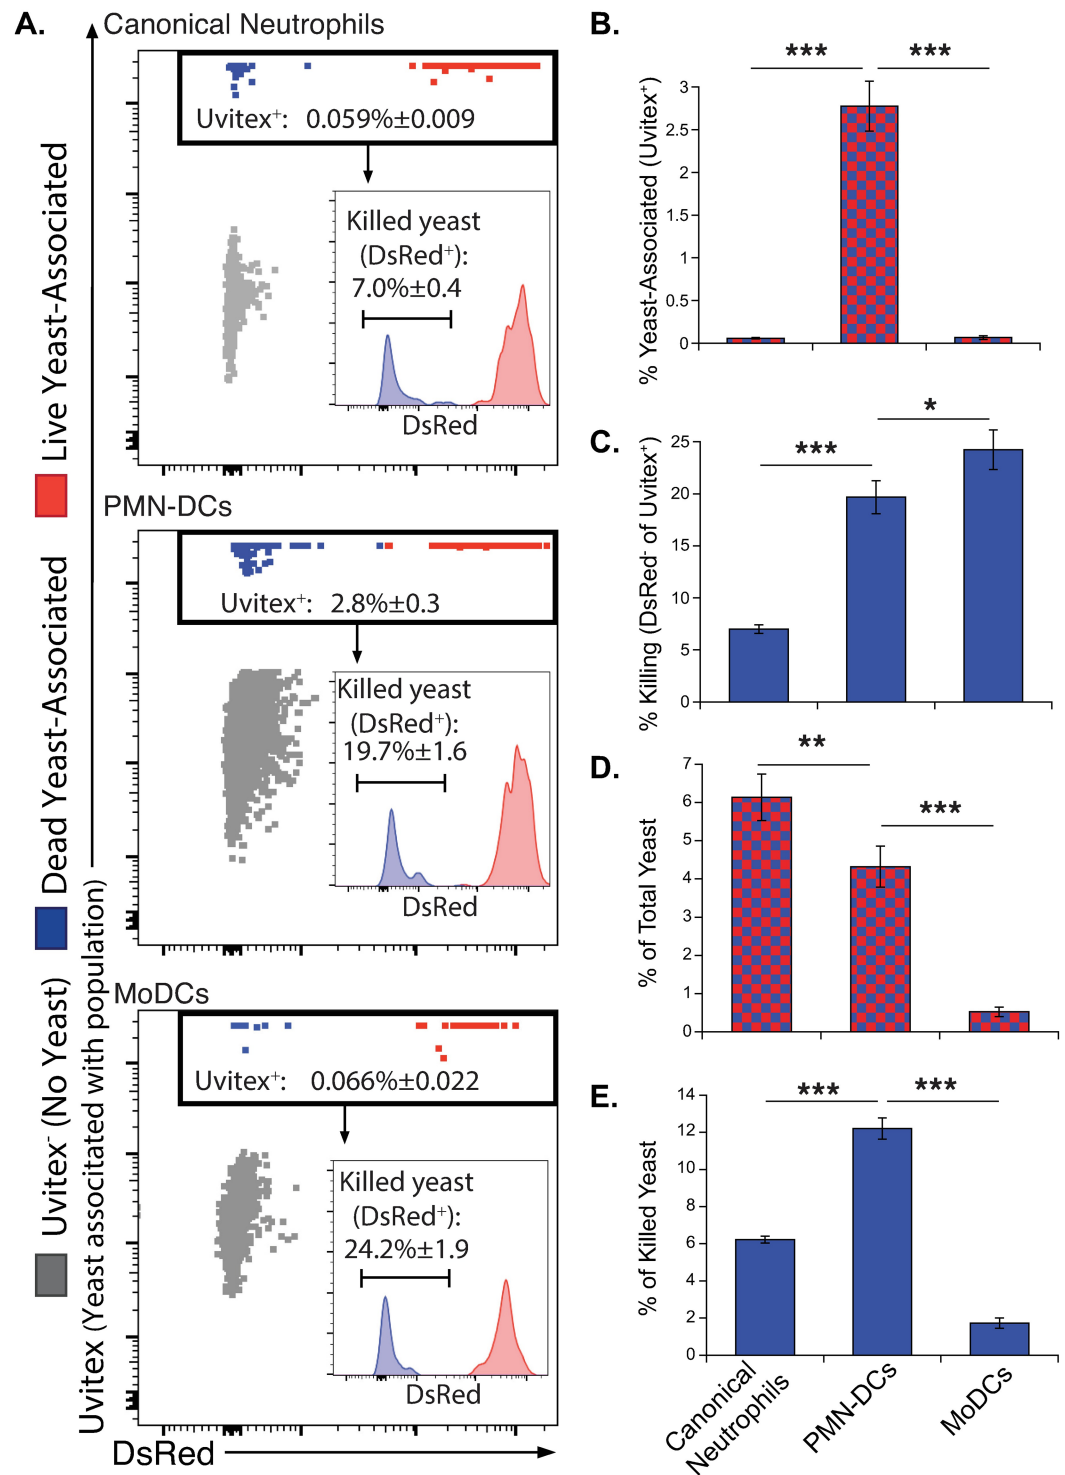 A.
Canonical Neutrophils
Uvitex⁺: 0.059%±0.009
Killed yeast
(DsRed⁺):
7.0%±0.4
DsRed
PMN-DCs
Uvitex⁺: 2.8%±0.3
Killed yeast
(DsRed⁺):
19.7%±1.6
DsRed
MoDCs
Uvitex⁺: 0.066%±0.022
Killed yeast
(DsRed⁺):
24.2%±1.9
DsRed
DsRed
Uvitex⁻ (No Yeast)
Dead Yeast-Associated
Live Yeast-Associated
Uvitex (Yeast associtated with population)
B.
% Yeast-Associated (Uvitex⁺)
*** ***
3
2.5
2
1.5
1
0.5
0
C.
% Killing (DsRed⁻ of Uvitex⁺)
*** *
25
20
15
10
5
0
D.
% of Total Yeast
** ***
7
6
5
4
3
2
1
0
E.
% of Killed Yeast
*** ***
14
12
10
8
6
4
2
0
Canonical
Neutrophils
PMN-DCs
MoDCs